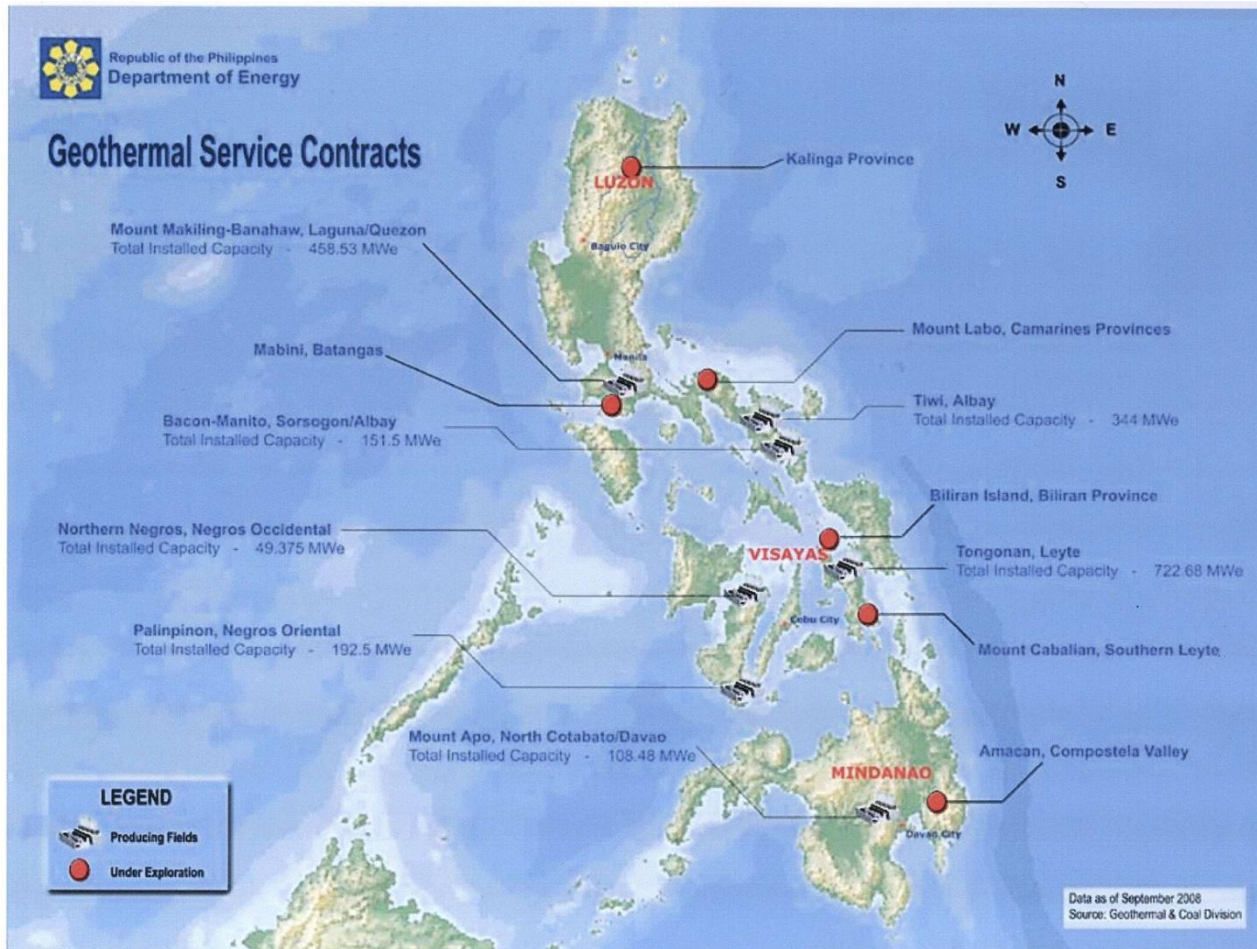 Republic of the Philippines
Department of Energy
Geothermal Service Contracts
N
W
E
S
Kalinga Province
LUZON
Baguio City
Mount Makiling-Banahaw, Laguna/Quezon
Total Installed Capacity - 458.53 MWe
Mount Labo, Camarines Provinces
Mabini, Batangas
Manila
Tiwi, Albay
Total Installed Capacity - 344 MWe
Bacon-Manito, Sorsogon/Albay
Total Installed Capacity - 151.5 MWe
Biliran Island, Biliran Province
Northern Negros, Negros Occidental
Total Installed Capacity - 49.375 MWe
VISAYAS
Tongonan, Leyte
Total Installed Capacity - 722.68 MWe
Cebu City
Palinpinon, Negros Oriental
Total Installed Capacity - 192.5 MWe
Mount Cabalian, Southern Leyte
Mount Apo, North Cotabato/Davao
Total Installed Capacity - 108.48 MWe
Amacan, Compostela Valley
MINDANAO
Davao City
LEGEND
Producing Fields
Under Exploration
Data as of September 2008
Source: Geothermal & Coal Division